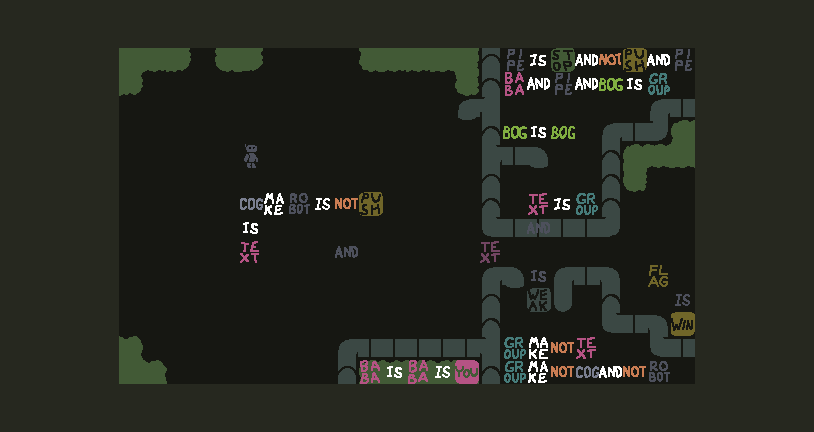 PIPE IS STOP AND NOT PUSH AND PIPE
BABA AND PIPE AND BOG IS GROUP
BOG IS BOG
COG MAKE ROBOT IS NOT PUSH
TEXT IS GROUP
IS
AND
TEXT
AND
TEXT
IS
FLAG
WEAK
IS
WIN
GROUP MAKE NOT TEXT
BABA IS BABA IS YOU
GROUP MAKE NOT COG AND NOT ROBOT